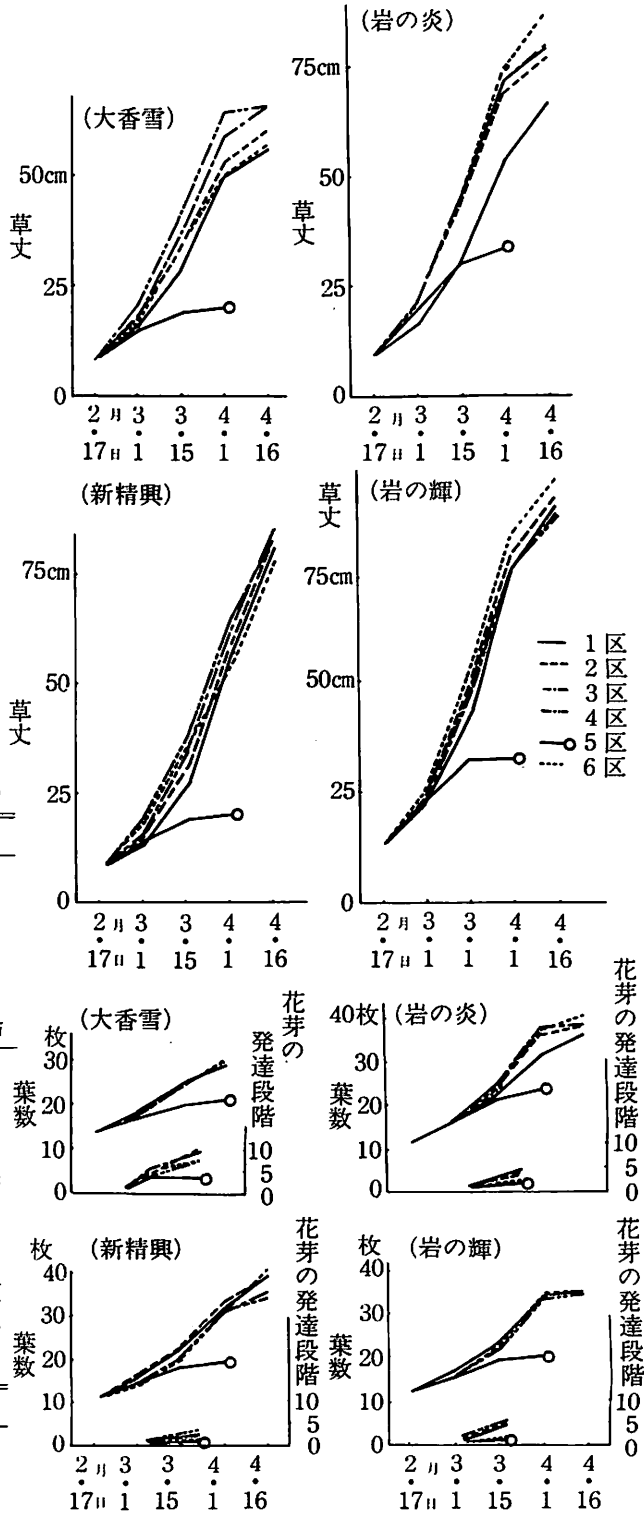 (大香雪)
50cm
草丈
25
0
2月17日 3・1 3・15 4・1 4・16
(岩の炎)
75cm
50
草丈
25
0
2月17日 3・1 3・15 4・1 4・16
(新精興)
75cm
50
草丈
25
0
2月17日 3・1 3・15 4・1 4・16
草丈
(岩の輝)
75cm
50cm
25
0
1区
2区
3区
4区
5区
6区
2月17日 3・1 3・1 4・1 4・16
(大香雪)
枚
30
20
10
0
葉数
花芽の発達段階
10
5
0
(岩の炎)
40枚
30
20
10
0
葉数
花芽の発達段階
10
5
0
(新精興)
枚
40
30
20
10
0
葉数
花芽の発達段階
10
5
0
2月17日 3・1 3・15 4・1 4・16
(岩の輝)
枚
40
30
20
10
0
葉数
花芽の発達段階
10
5
0
2月17日 3・1 3・15 4・1 4・16